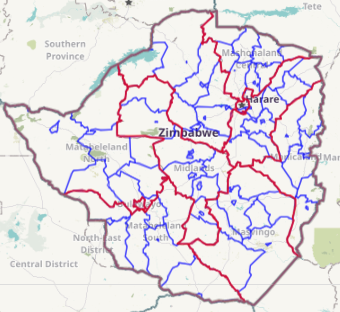 Tete
Southern
Province
Mashonaland
Central
Harare
Zimbabwe
Matabeleland
North
Manicaland
Midlands
Bulawayo
Matabeleland
South
Masvingo
North-East
District
Central District